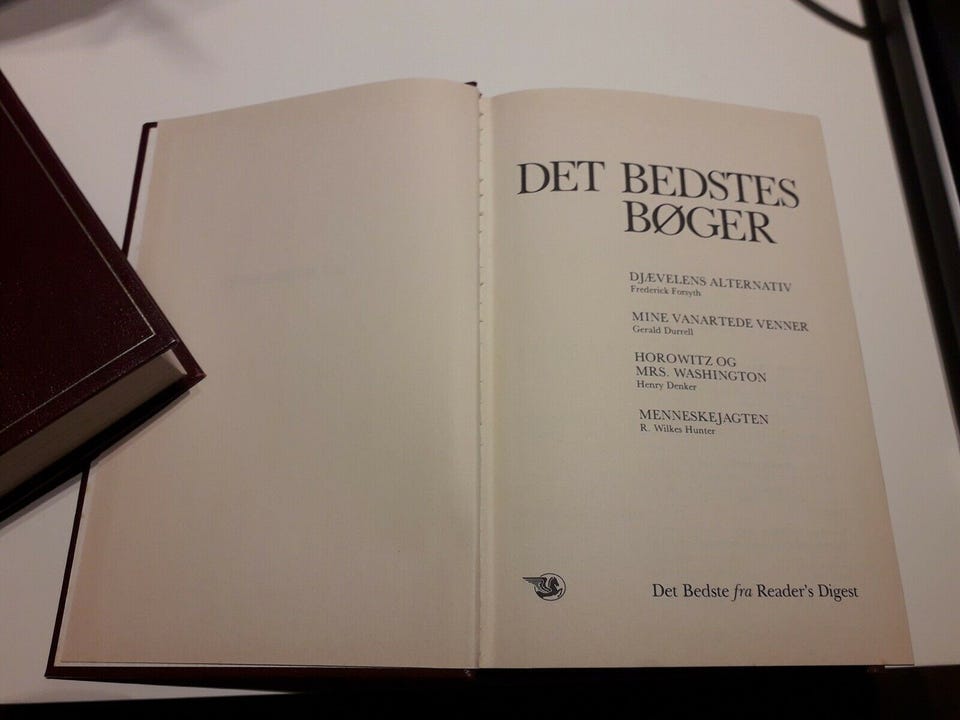 DET BEDSTES
BØGER
DJÆVELENS ALTERNATIV
Frederick Forsyth
MINE VANARTEDE VENNER
Gerald Durrell
HOROWITZ OG
MRS. WASHINGTON
Henry Denker
MENNESKEJAGTEN
R. Wilkes Hunter
Det Bedste fra Reader's Digest